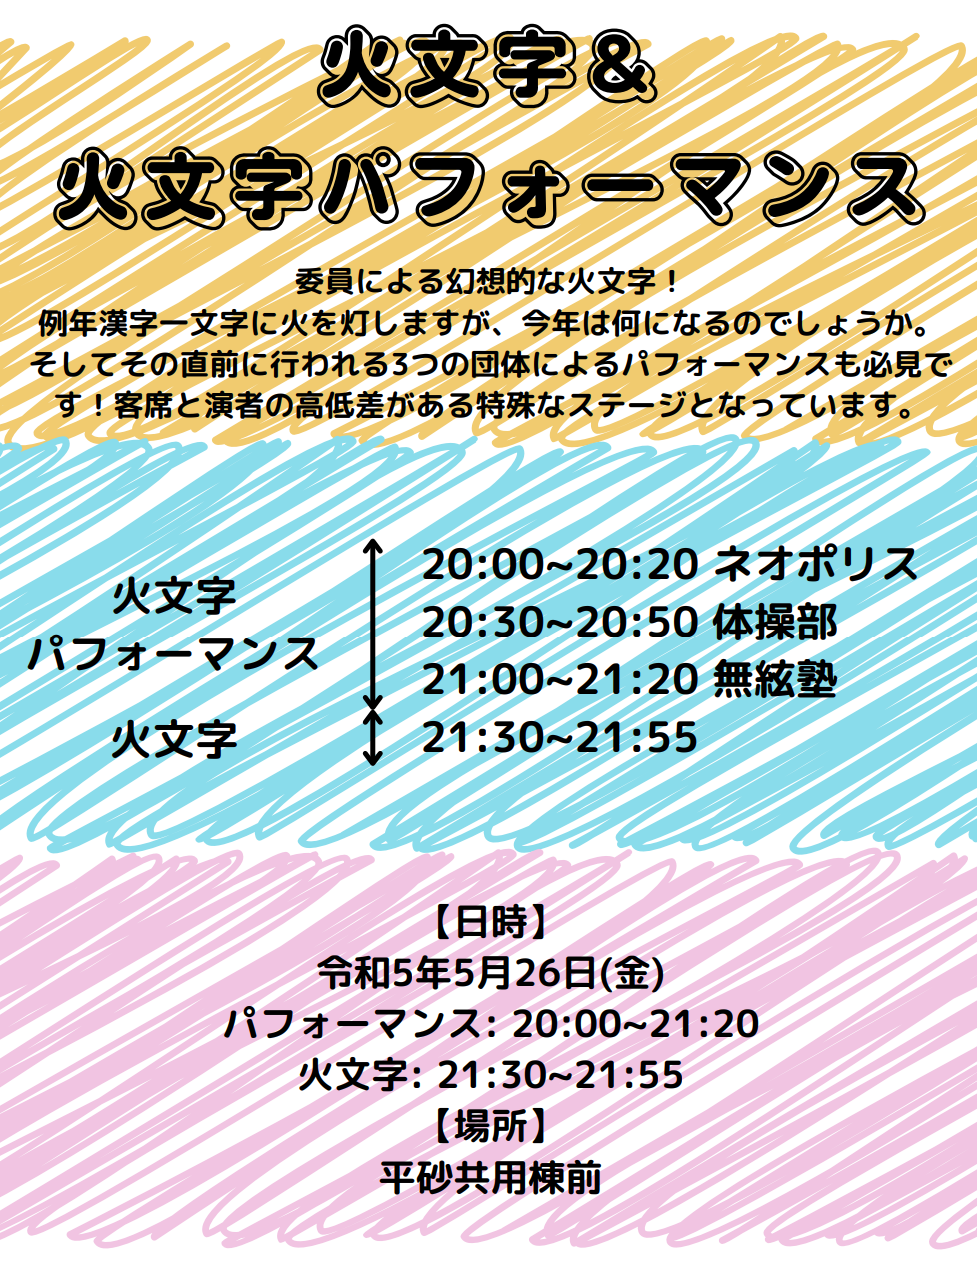 火文字&
火文字パフォーマンス
委員による幻想的な火文字！
例年漢字一文字に火を灯しますが、今年は何になるのでしょうか。
そしてその直前に行われる3つの団体によるパフォーマンスも必見で
す！客席と演者の高低差がある特殊なステージとなっています。
火文字
パフォーマンス
20:00~20:20 ネオポリス
20:30~20:50 体操部
21:00~21:20 無絃塾
火文字
21:30~21:55
【日時】
令和5年5月26日(金)
パフォーマンス: 20:00~21:20
火文字: 21:30~21:55
【場所】
平砂共用棟前